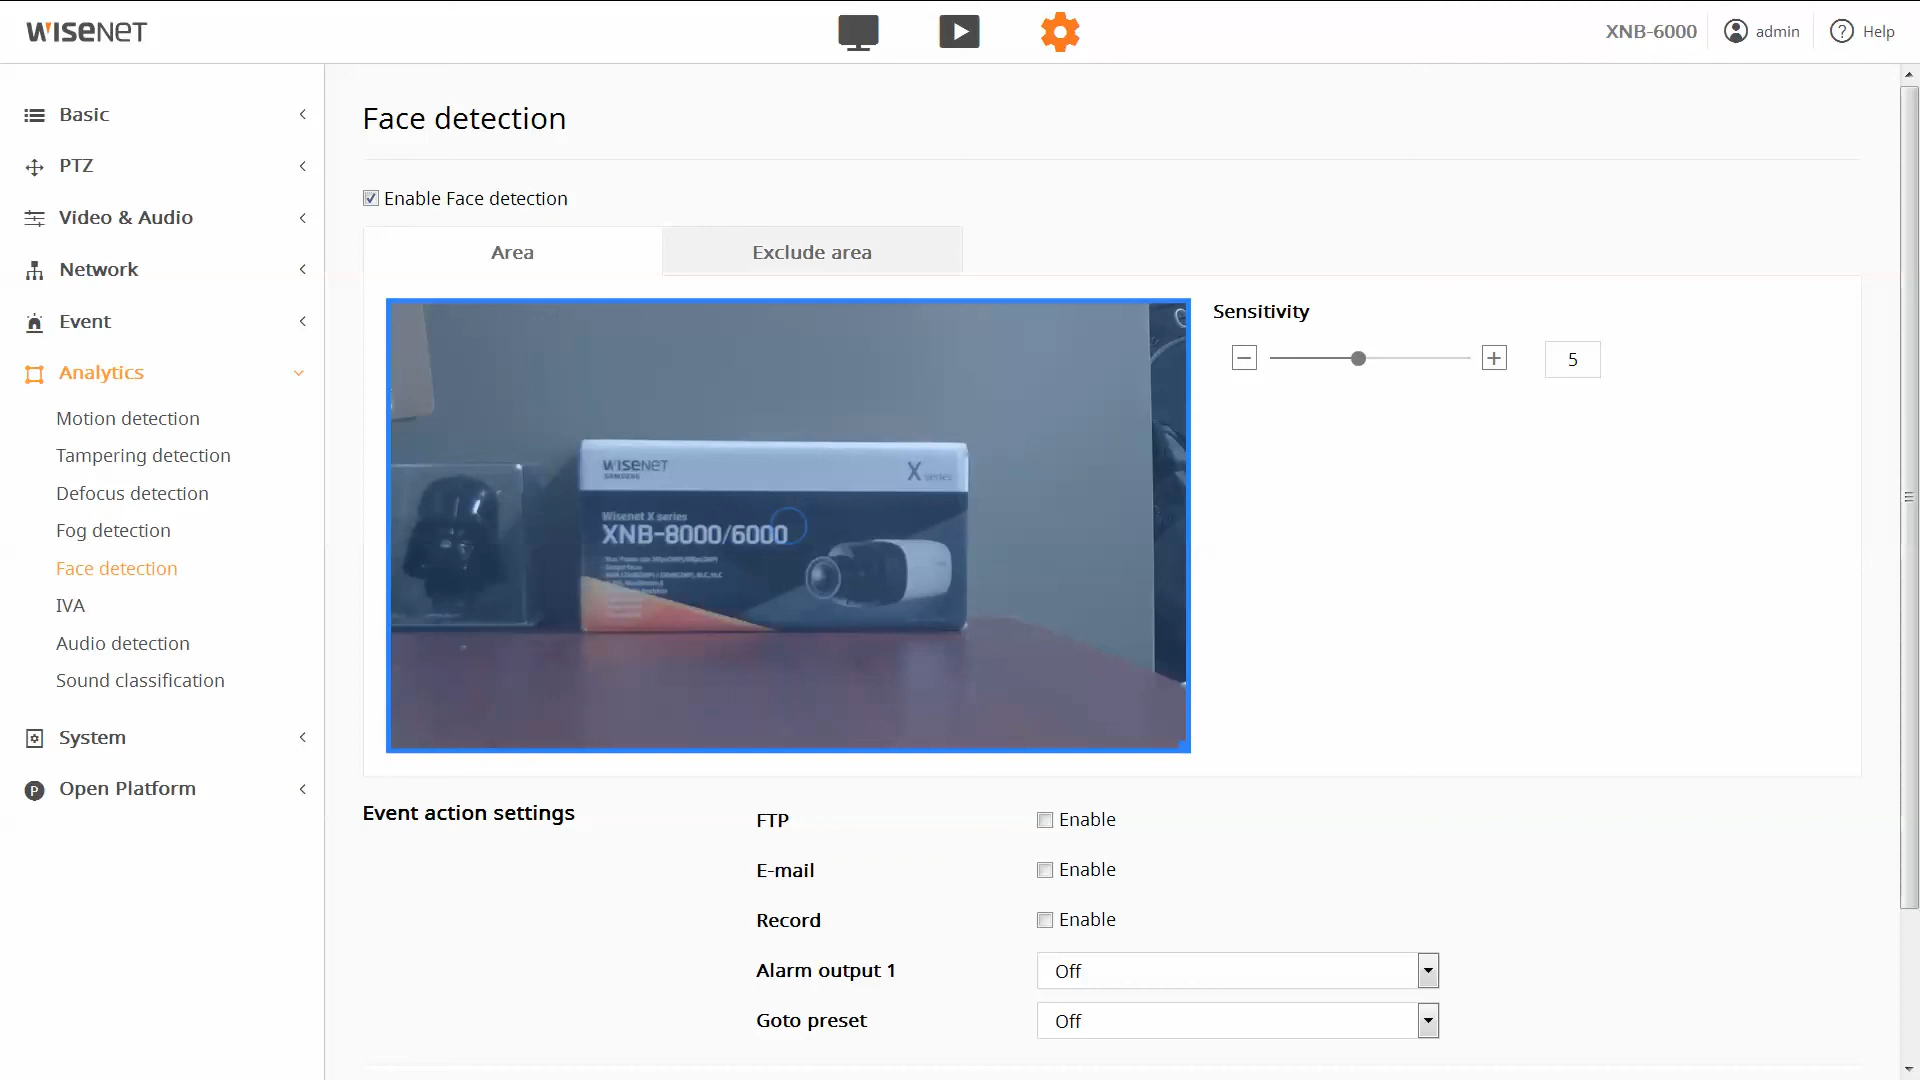 WISENET
XNB-6000
admin
? Help
Basic
PTZ
Video & Audio
Network
Event
Analytics
Motion detection
Tampering detection
Defocus detection
Fog detection
Face detection
IVA
Audio detection
Sound classification
System
P Open Platform
Face detection
Enable Face detection
Area
Exclude area
WISENET
SAMSUNG
X series
Wisenet X series
XNB-8000/6000
Sensitivity
5
Event action settings
FTP
Enable
E-mail
Enable
Record
Enable
Alarm output 1
Off
Goto preset
Off